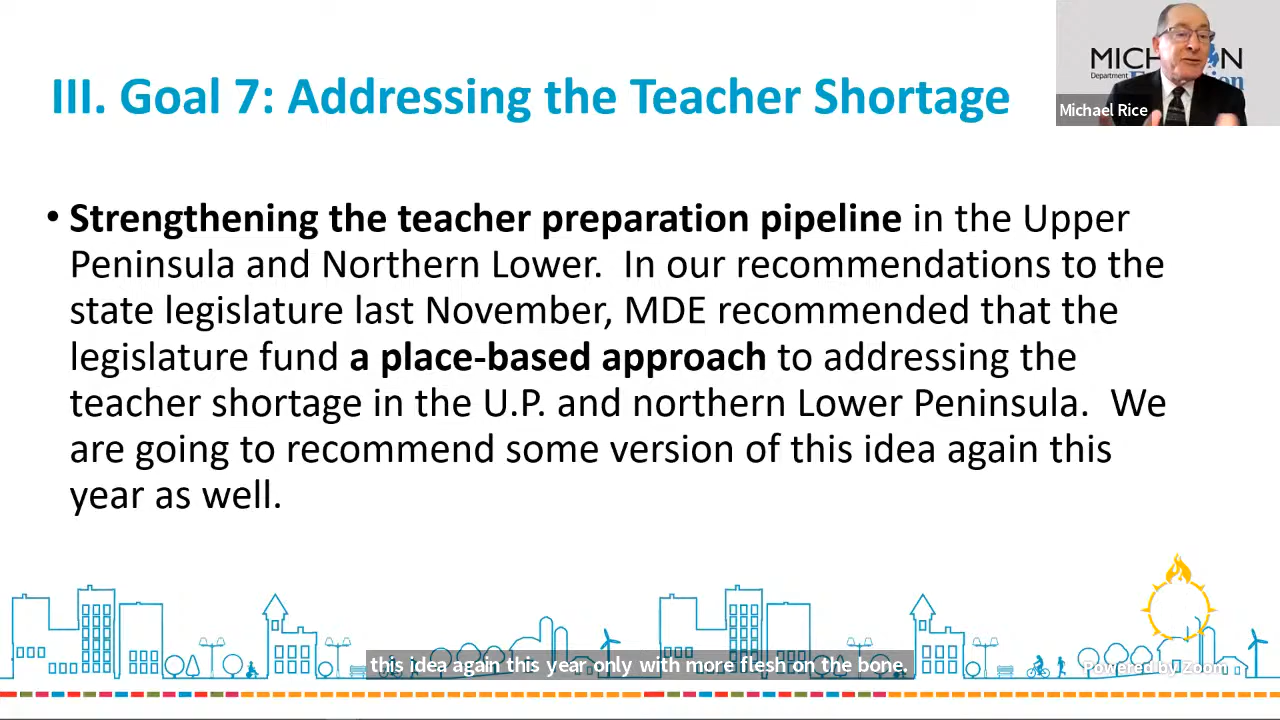 III. Goal 7: Addressing the Teacher Shortage
MICH N
Department
Michael Rice
• Strengthening the teacher preparation pipeline in the Upper
Peninsula and Northern Lower. In our recommendations to the
state legislature last November, MDE recommended that the
legislature fund a place-based approach to addressing the
teacher shortage in the U.P. and northern Lower Peninsula. We
are going to recommend some version of this idea again this
year as well.
this idea again this year only with more flesh on the bone.
Powered by Zoom